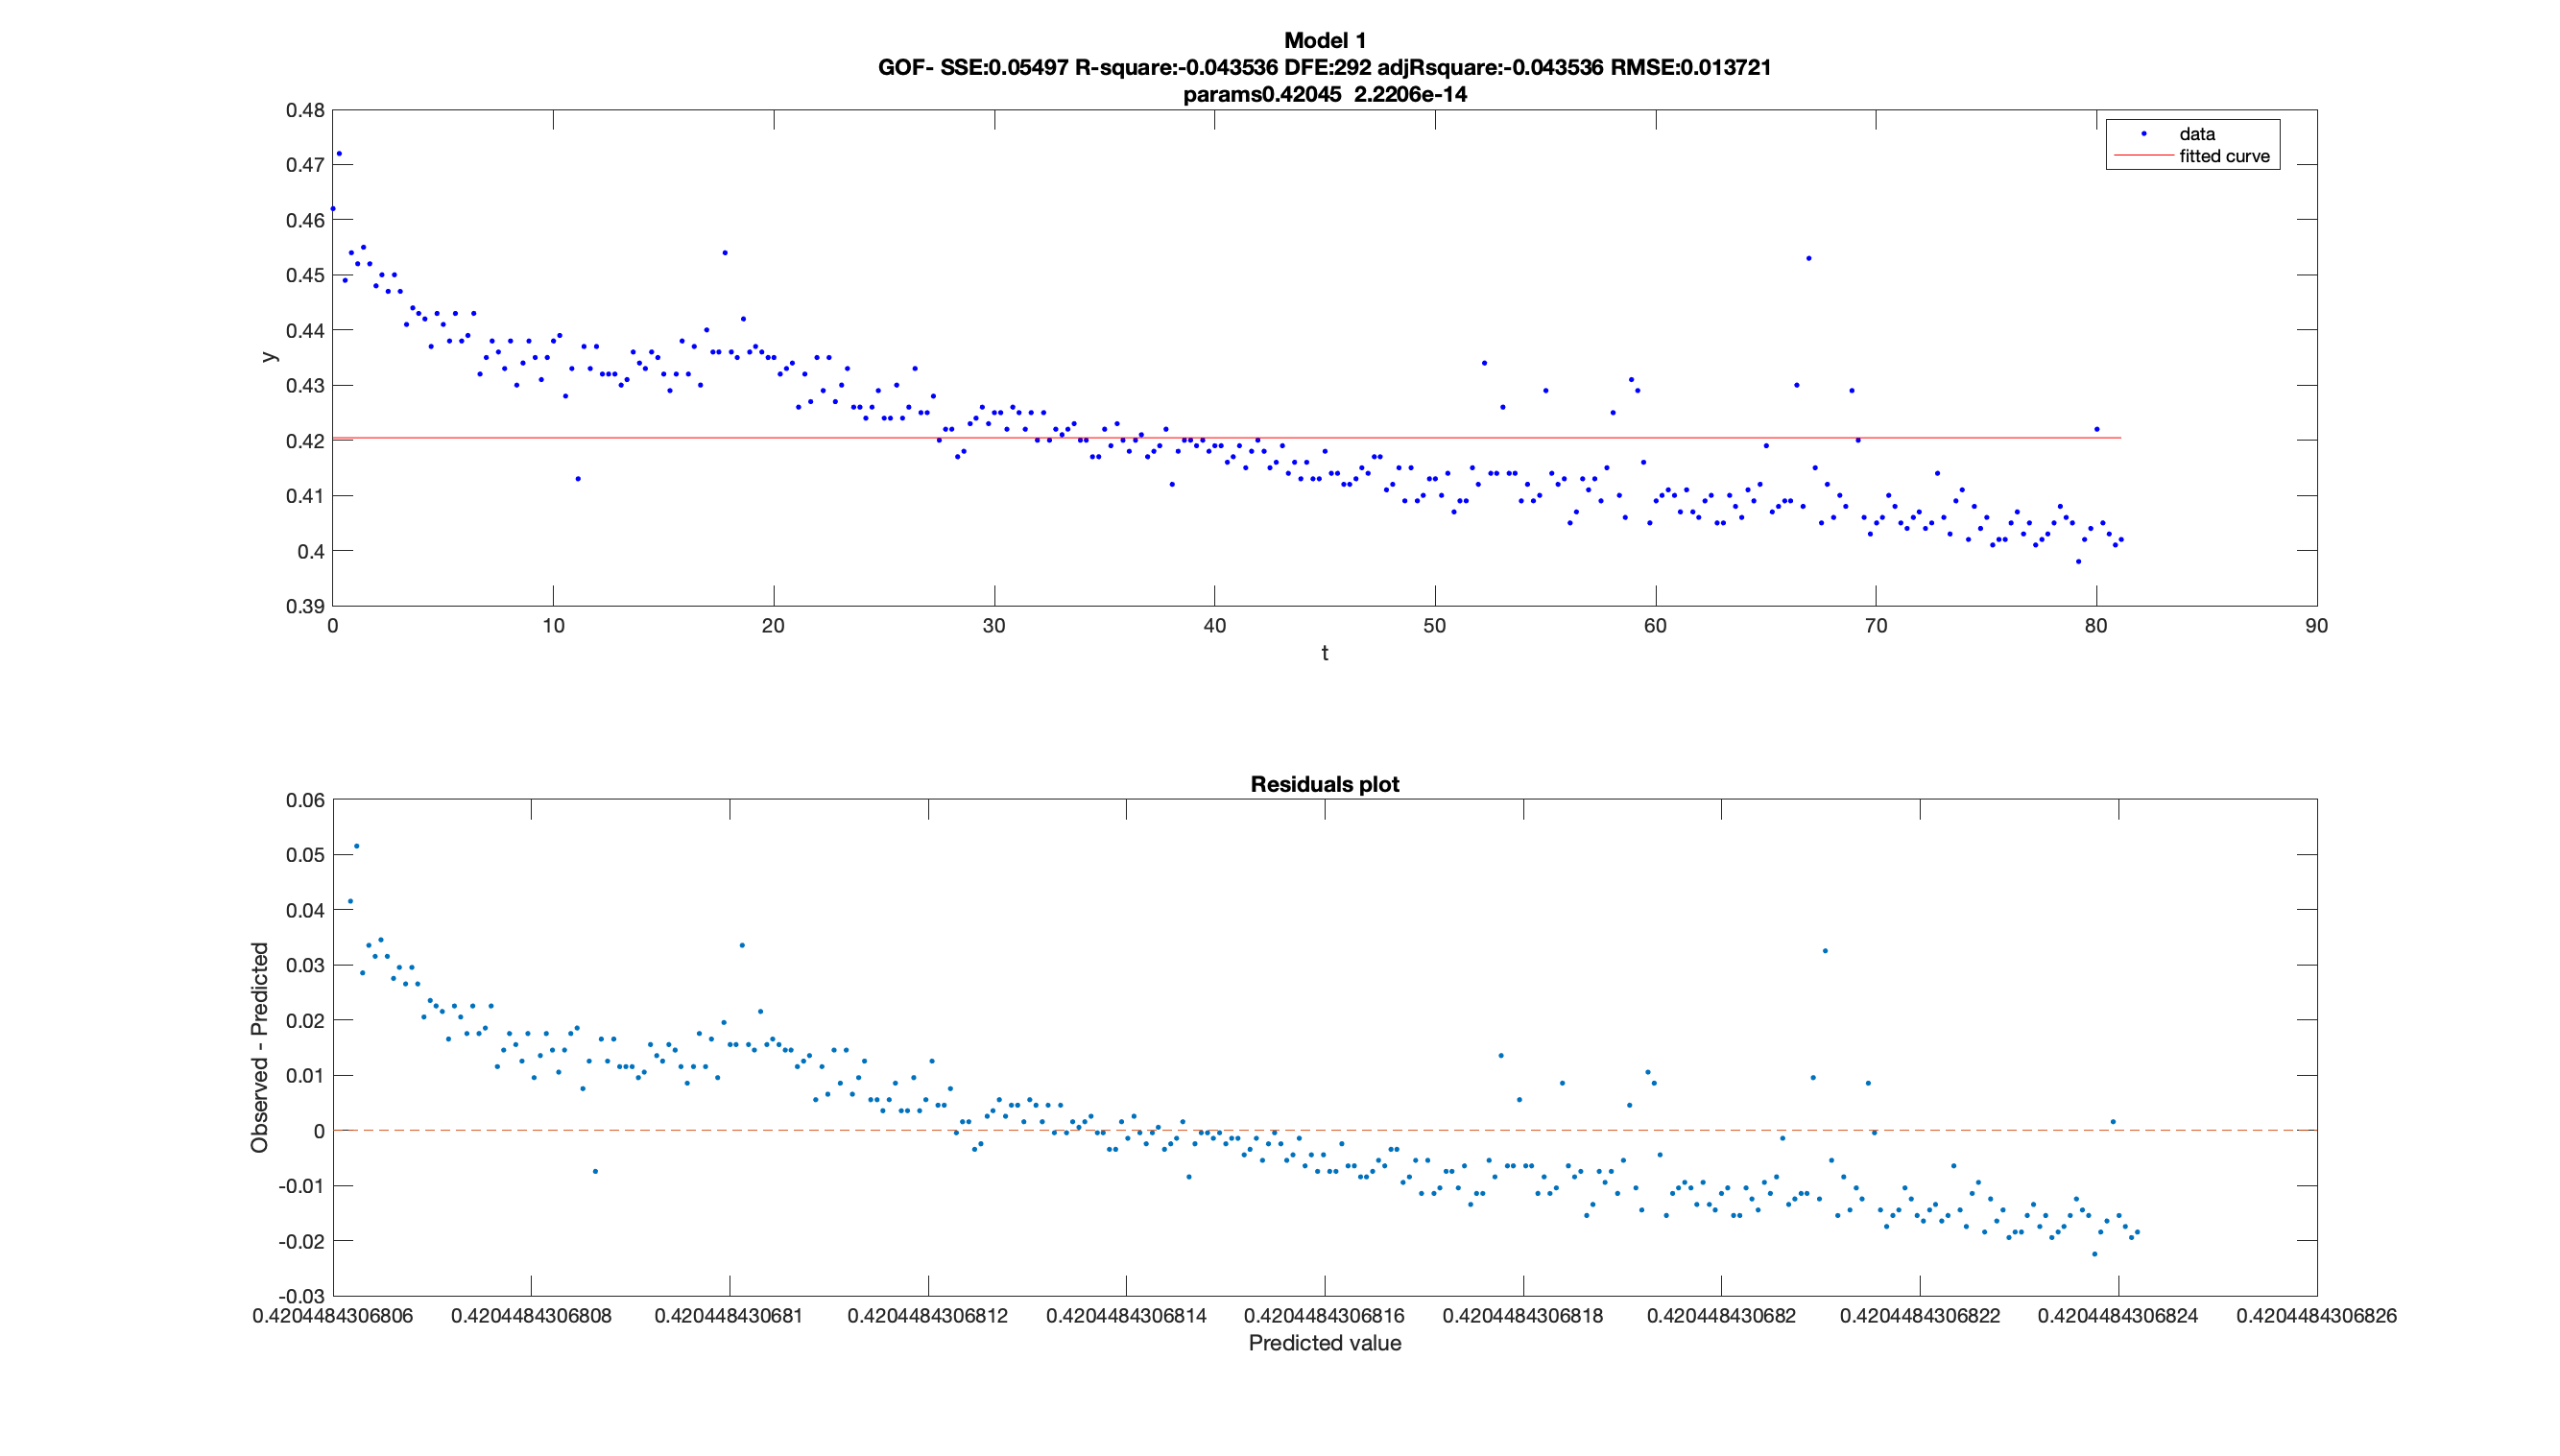 Model 1
GOF- SSE:0.05497 R-square:-0.043536 DFE:292 adjRsquare:-0.043536 RMSE:0.013721
params0.42045  2.2206e-14
0.48
0.47
0.46
0.45
0.44
0.43
0.42
0.41
0.4
0.39
y
data
fitted curve
0 10 20 30 40 50 60 70 80 90
t
Residuals plot
0.06
0.05
0.04
0.03
0.02
0.01
0
-0.01
-0.02
-0.03
Observed - Predicted
0.4204484306806 0.4204484306808 0.420448430681 0.4204484306812 0.4204484306814 0.4204484306816 0.4204484306818 0.420448430682 0.4204484306822 0.4204484306824 0.4204484306826
Predicted value